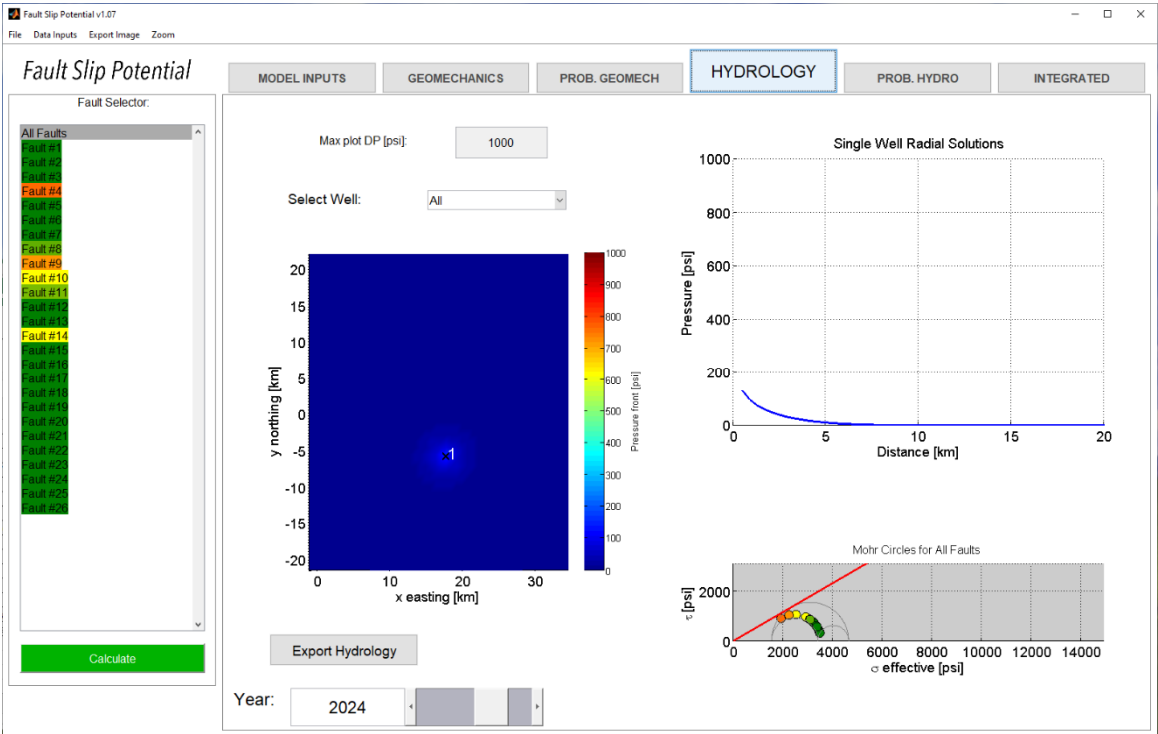 Fault Slip Potential v1.07
File Data Inputs Export Image Zoom
Fault Slip Potential
MODEL INPUTS GEOMECHANICS PROB. GEOMECH HYDROLOGY PROB. HYDRO INTEGRATED
Fault Selector:
All Faults
Fault #1
Fault #2
Fault #3
Fault #4
Fault #5
Fault #6
Fault #7
Fault #8
Fault #9
Fault #10
Fault #11
Fault #12
Fault #13
Fault #14
Fault #15
Fault #16
Fault #17
Fault #18
Fault #19
Fault #20
Fault #21
Fault #22
Fault #23
Fault #24
Fault #25
Fault #26
Calculate
Max plot DP [psi]: 1000
Select Well: All
20
15
10
5
0
-5
-10
-15
-20
y northing [km]
1
0 10 20 30
x easting [km]
1000
900
800
700
600
500
400
300
200
100
0
Pressure front [psi]
Export Hydrology
Year: 2024
Single Well Radial Solutions
1000
800
600
400
200
0
Pressure [psi]
0 5 10 15 20
Distance [km]
Mohr Circles for All Faults
2000
0
τ [psi]
0 2000 4000 6000 8000 10000 12000 14000
σ effective [psi]